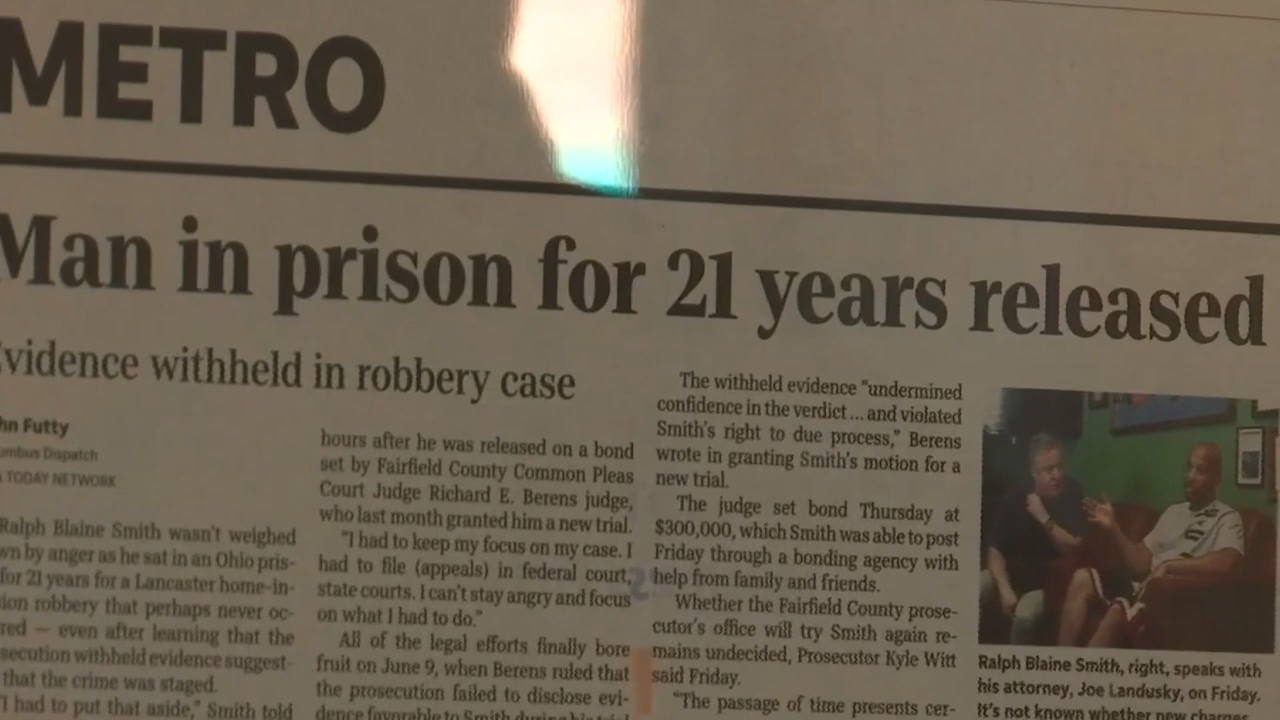 METRO
Man in prison for 21 years released
vidence withheld in robbery case
hn Futty
umbus Dispatch
TODAY NETWORK
Ralph Blaine Smith wasn't weighed
wn by anger as he sat in an Ohio pris-
for 21 years for a Lancaster home-in-
ion robbery that perhaps never oc-
red — even after learning that the
secution withheld evidence suggest-
that the crime was staged.
"I had to put that aside," Smith told
hours after he was released on a bond
set by Fairfield County Common Pleas
Court Judge Richard E. Berens judge,
who last month granted him a new trial.
"I had to keep my focus on my case. I
had to file (appeals) in federal court,
state courts. I can't stay angry and focus
on what I had to do."
All of the legal efforts finally bore
fruit on June 9, when Berens ruled that
the prosecution failed to disclose evi-
dence favorable to Smith during his trial
The withheld evidence "undermined
confidence in the verdict ... and violated
Smith's right to due process," Berens
wrote in granting Smith's motion for a
new trial.
The judge set bond Thursday at
$300,000, which Smith was able to post
Friday through a bonding agency with
help from family and friends.
Whether the Fairfield County prose-
cutor's office will try Smith again re-
mains undecided, Prosecutor Kyle Witt
said Friday.
"The passage of time presents cer-
Ralph Blaine Smith, right, speaks with
his attorney, Joe Landusky, on Friday.
It's not known whether new charges